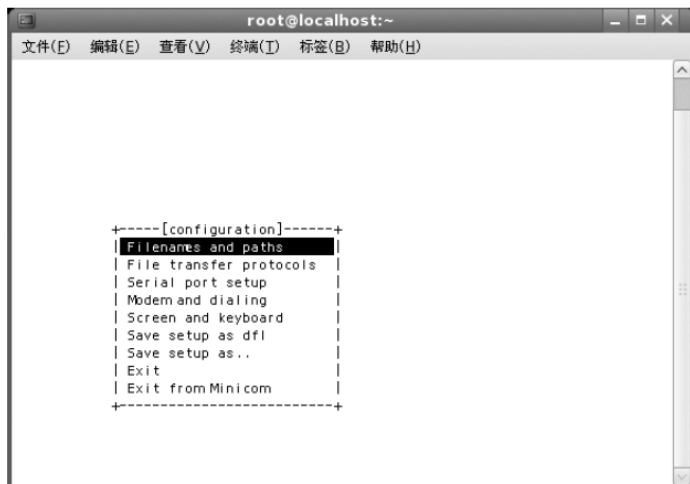 root@localhost:~
文件(F) 编辑(E) 查看(V) 终端(T) 标签(B) 帮助(H)
+-----[configuration]------+
| Filenames and paths |
| File transfer protocols |
| Serial port setup |
| Modem and dialing |
| Screen and keyboard |
| Save setup as dfl |
| Save setup as.. |
| Exit |
| Exit from Minicom |
+--------------------------+